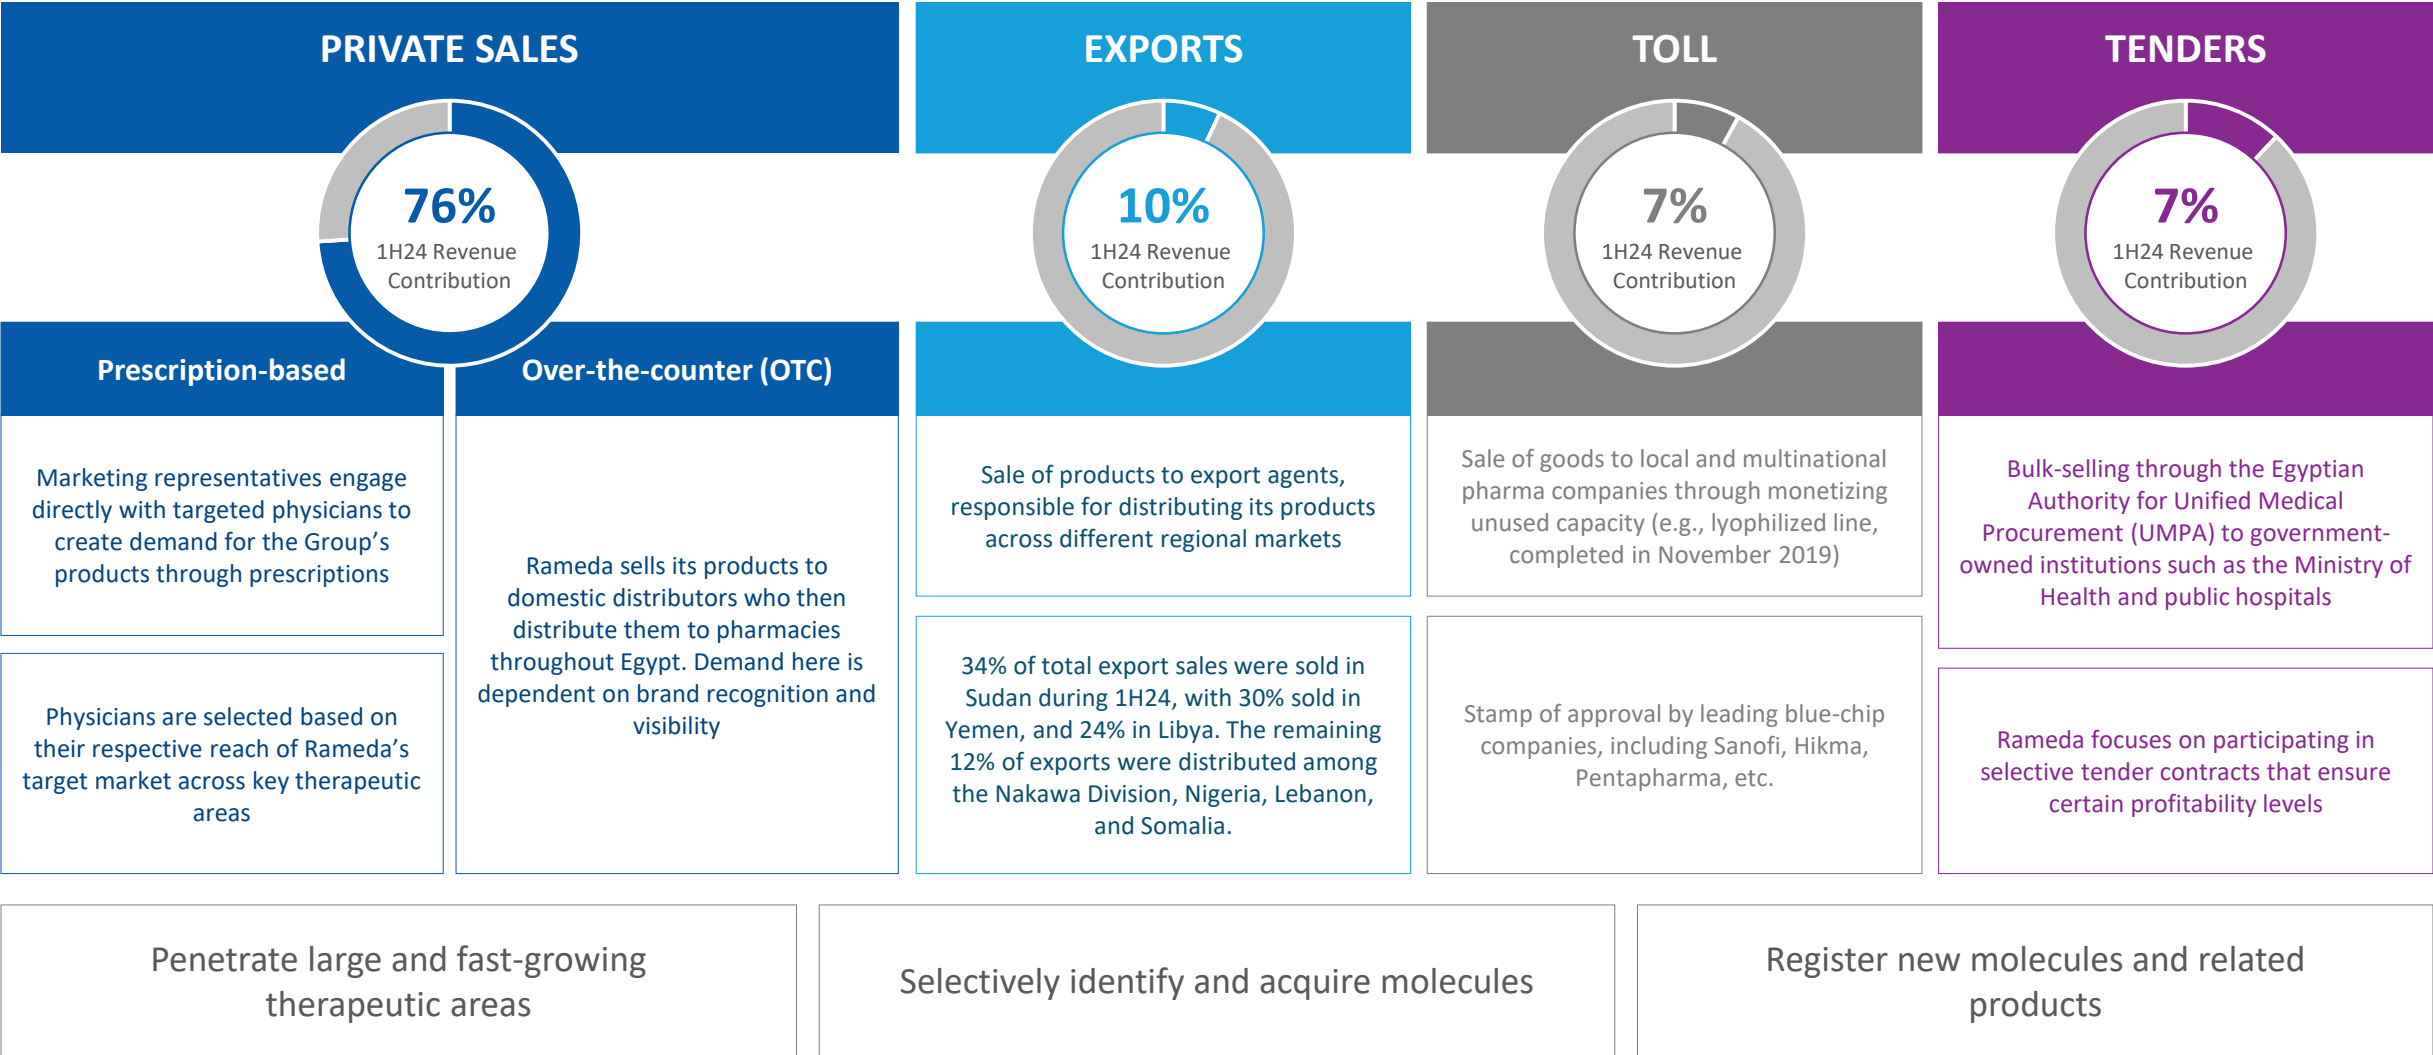 PRIVATE SALES
76%
1H24 Revenue
Contribution
Prescription-based
Marketing representatives engage
directly with targeted physicians to
create demand for the Group’s
products through prescriptions
Physicians are selected based on
their respective reach of Rameda’s
target market across key therapeutic
areas
Over-the-counter (OTC)
Rameda sells its products to
domestic distributors who then
distribute them to pharmacies
throughout Egypt. Demand here is
dependent on brand recognition and
visibility
EXPORTS
10%
1H24 Revenue
Contribution
Sale of products to export agents,
responsible for distributing its products
across different regional markets
34% of total export sales were sold in
Sudan during 1H24, with 30% sold in
Yemen, and 24% in Libya. The remaining
12% of exports were distributed among
the Nakawa Division, Nigeria, Lebanon,
and Somalia.
TOLL
7%
1H24 Revenue
Contribution
Sale of goods to local and multinational
pharma companies through monetizing
unused capacity (e.g., lyophilized line,
completed in November 2019)
Stamp of approval by leading blue-chip
companies, including Sanofi, Hikma,
Pentapharma, etc.
TENDERS
7%
1H24 Revenue
Contribution
Bulk-selling through the Egyptian
Authority for Unified Medical
Procurement (UMPA) to government-
owned institutions such as the Ministry of
Health and public hospitals
Rameda focuses on participating in
selective tender contracts that ensure
certain profitability levels
Penetrate large and fast-growing
therapeutic areas
Selectively identify and acquire molecules
Register new molecules and related
products